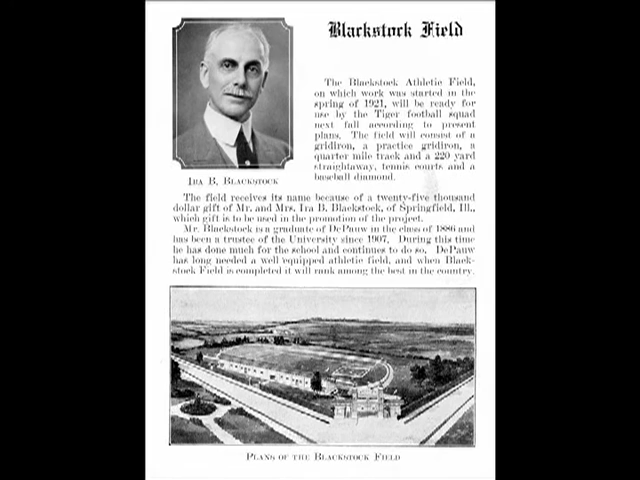 Blackstock Field
The Blackstock Athletic Field,
on which work was started in the
spring of 1921, will be ready for
use by the Tiger football squad
next fall according to present
plans. The field will consist of a
gridiron, a practice gridiron, a
quarter mile track and a 220 yard
straightaway, tennis courts and a
baseball diamond.
Ira B. Blackstock
The field receives its name because of a twenty-five thousand
dollar gift of Mr. and Mrs. Ira B. Blackstock, of Springfield, Ill.,
which gift is to be used in the promotion of the project.
Mr. Blackstock is a graduate of DePauw in the class of 1886 and
has been a trustee of the University since 1907. During this time
he has done much for the school and continues to do so. DePauw
has long needed a well equipped athletic field, and when Black-
stock Field is completed it will rank among the best in the country.
Plans of the Blackstock Field